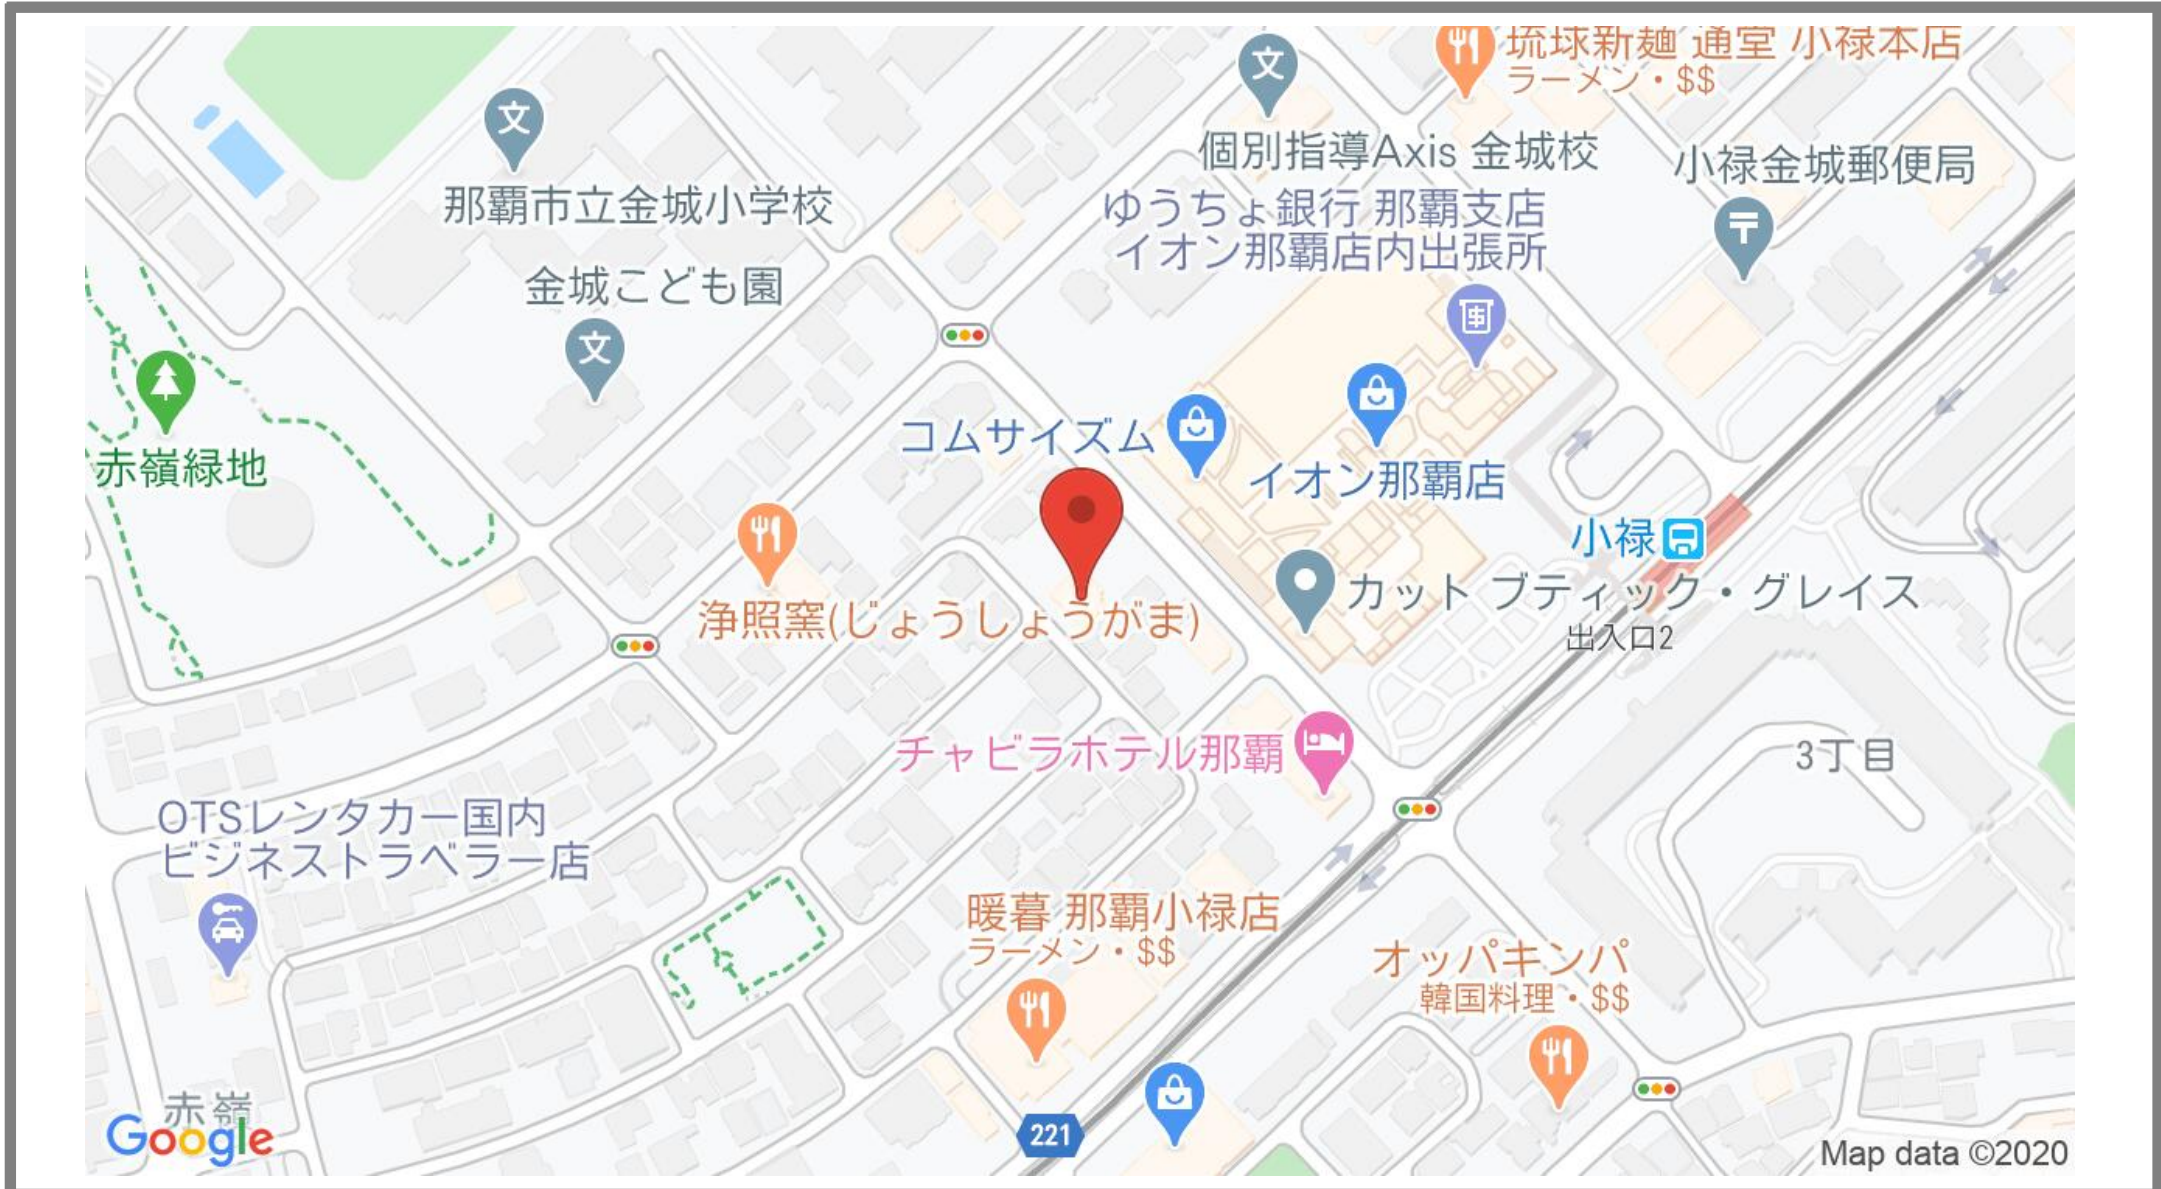 琉球新麺 通堂 小禄本店
ラーメン・$$
文
文
個別指導Axis 金城校
小禄金城郵便局
那覇市立金城小学校
ゆうちょ銀行 那覇支店
イオン那覇店内出張所
金城こども園
文
コムサイズム
イオン那覇店
赤嶺緑地
小禄
カット ブティック・グレイス
浄照窯(じょうしょうがま)
出入口2
チャビラホテル那覇
3丁目
OTSレンタカー国内
ビジネストラベラー店
暖暮 那覇小禄店
ラーメン・$$
オッパキンパ
韓国料理・$$
赤嶺
Google
221
Map data ©2020